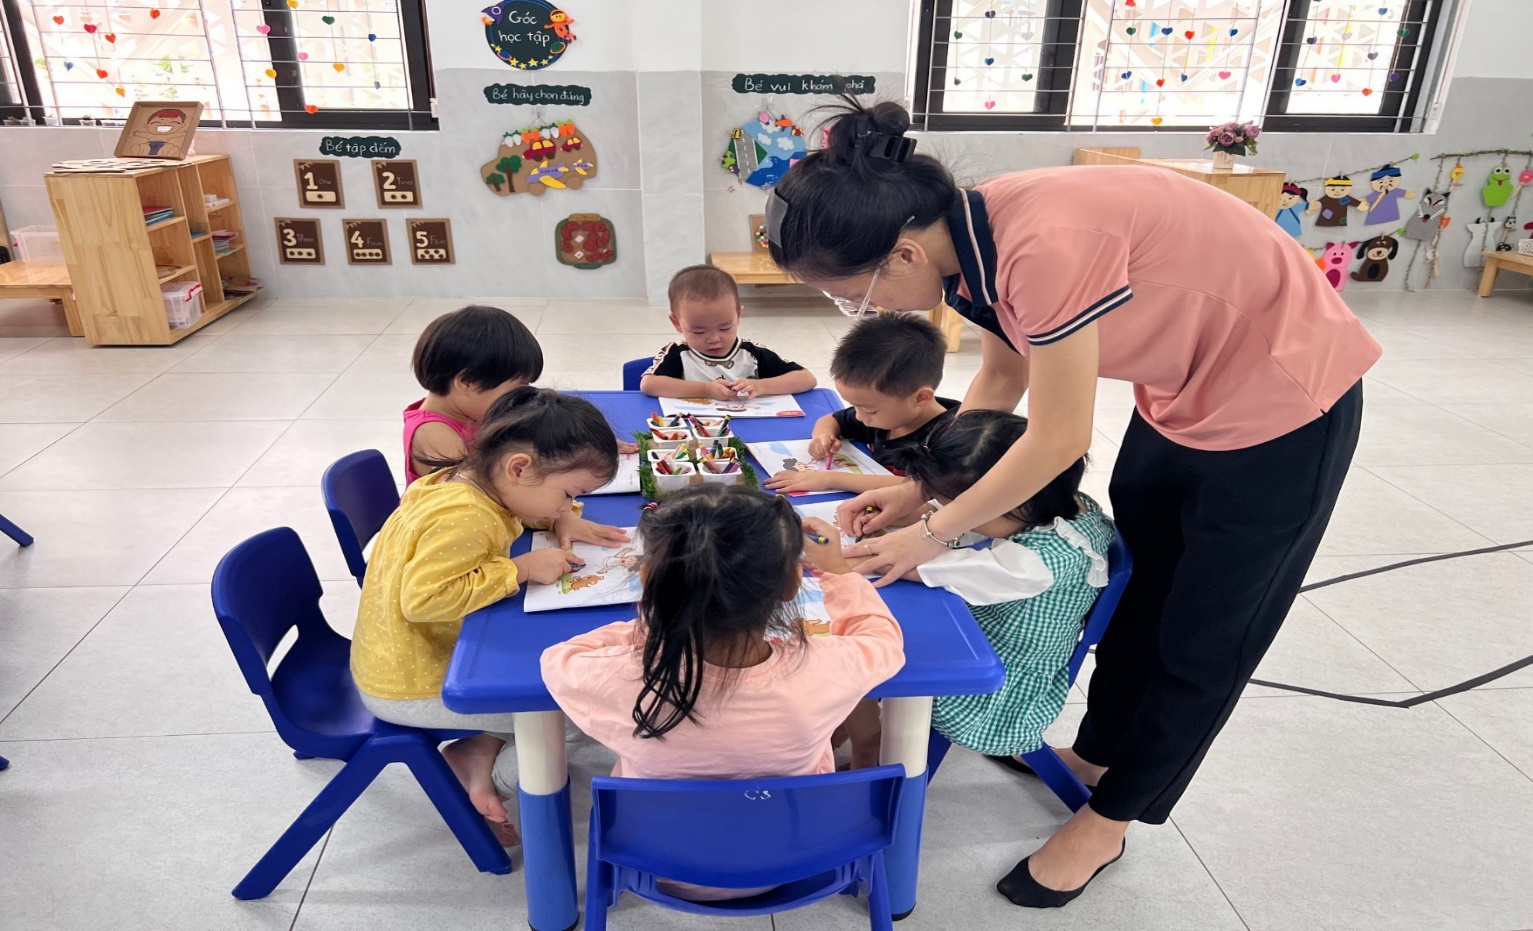 Góc
học tập
Bé hãy chọn đúng
Bé vui khám phá
Bé tập đếm
1
2
3
4
5